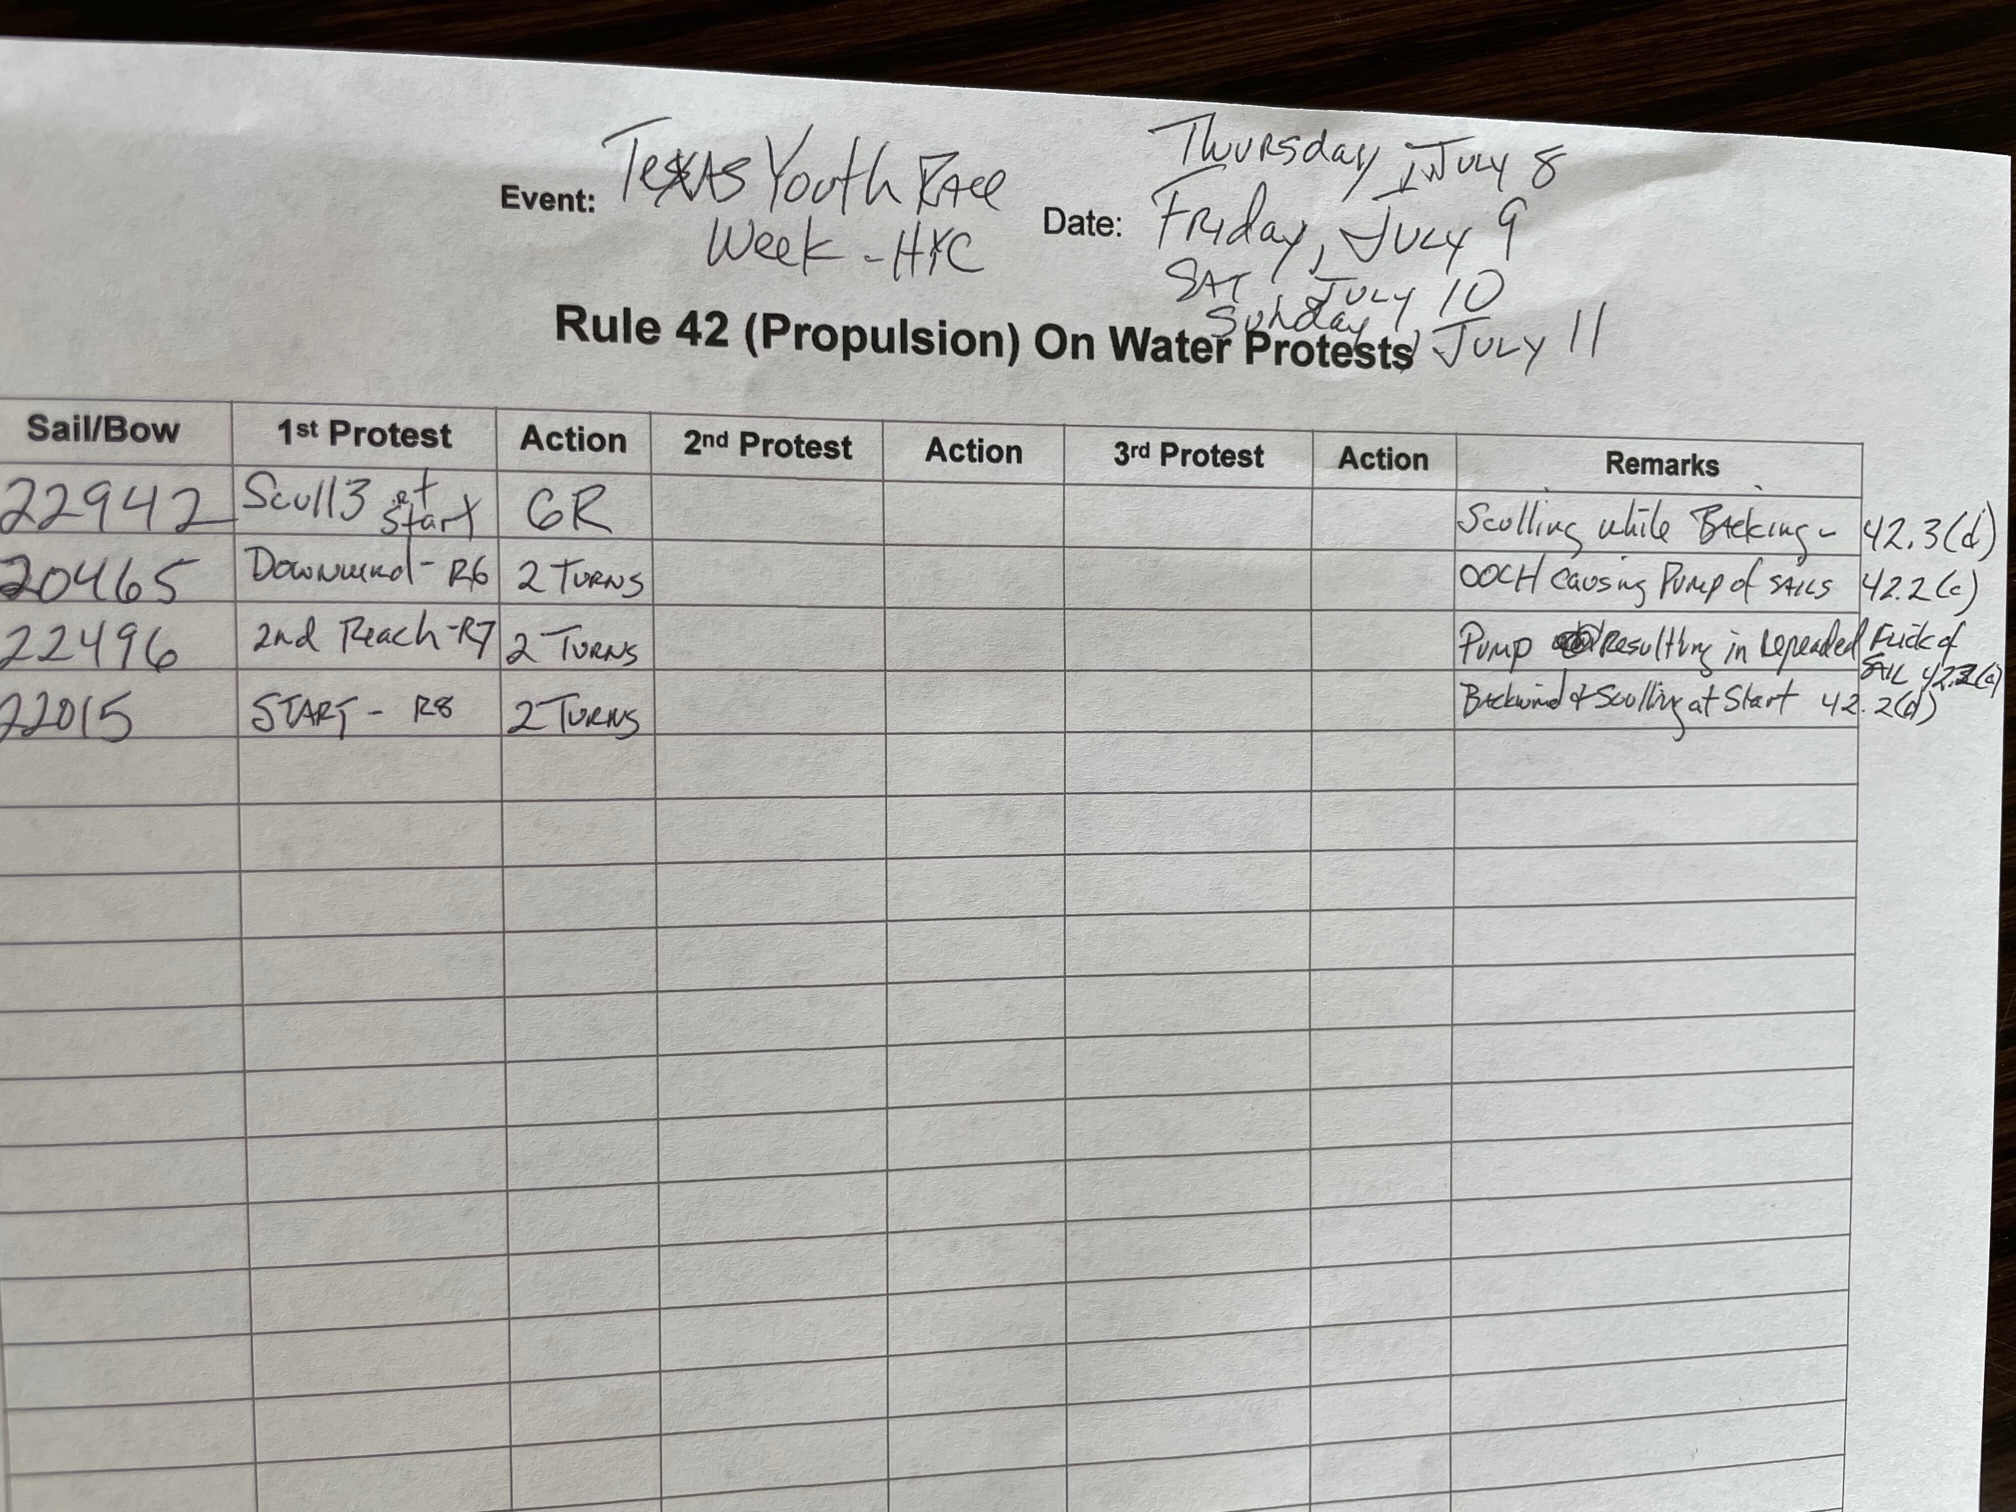 Event: Texas Youth Race
Week - HYC
Date: Thursday, July 8
Friday, July 9
SAT July 10
Sunday, July 11
Rule 42 (Propulsion) On Water Protests
Sail/Bow 1st Protest Action 2nd Protest Action 3rd Protest Action Remarks
22942 Scull3 at Start GR Sculling while Backing - 42.3(d)
20465 Downwind - R6 2 TURNS OOCH causing Pump of SAILS 42.2(c)
22496 2nd Reach - R7 2 TURNS Pump Resulting in repeaded Flick of SAIL 42.2(a)
22015 START - R8 2 TURNS Backwind & Sculling at Start 42.2(d)